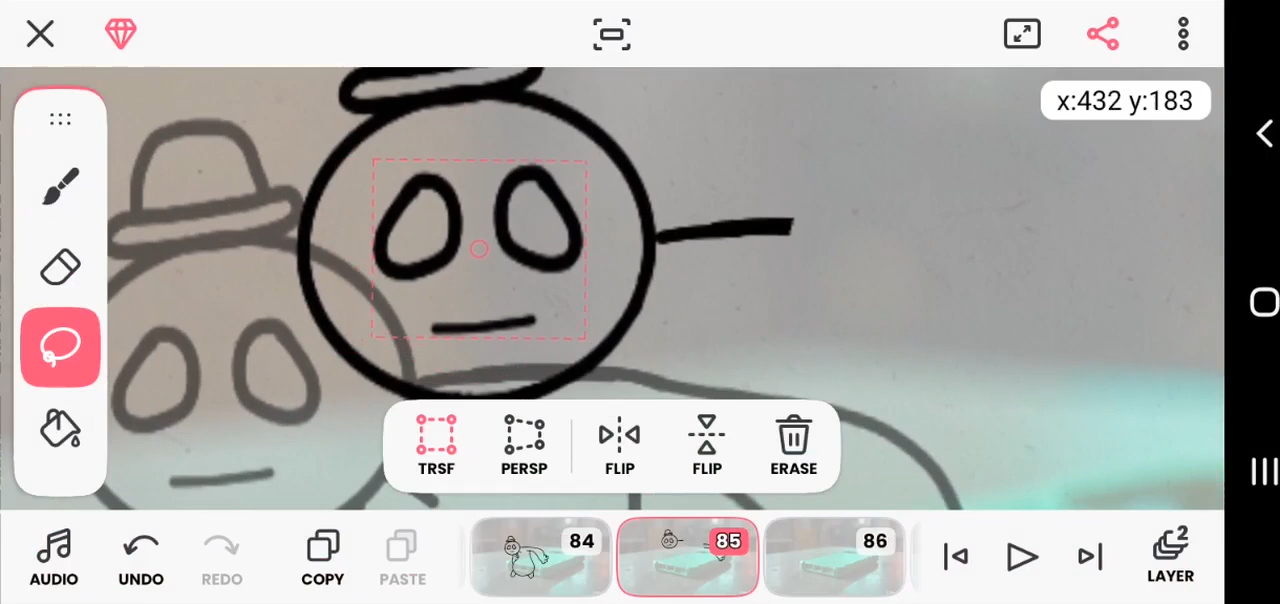 x:432 y:183
TRSF
PERSP
FLIP
FLIP
ERASE
84
85
86
AUDIO
UNDO
REDO
COPY
PASTE
2
LAYER